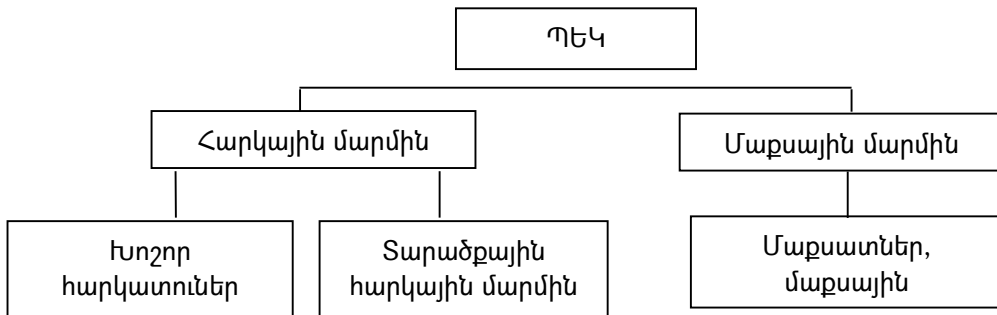 ՊԵԿ
Հարկային մարմին
Մաքսային մարմին
Խոշոր
հարկատուներ
Տարածքային
հարկային մարմին
Մաքսատներ,
մաքսային